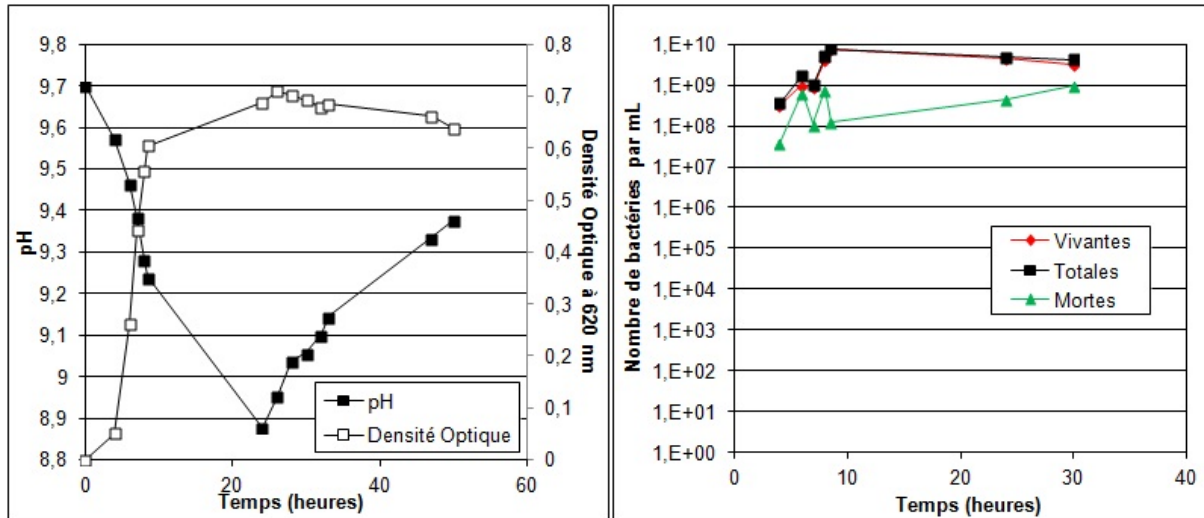 9,8
9,7
9,6
9,5
9,4
9,3
9,2
9,1
9
8,9
8,8
pH
0,8
0,7
0,6
0,5
0,4
0,3
0,2
0,1
0
Densité Optique à 620 nm
pH
Densité Optique
0 20 40 60
Temps (heures)
1,E+10
1,E+09
1,E+08
1,E+07
1,E+06
1,E+05
1,E+04
1,E+03
1,E+02
1,E+01
1,E+00
Nombre de bactéries par mL
Vivantes
Totales
Mortes
0 10 20 30 40
Temps (heures)